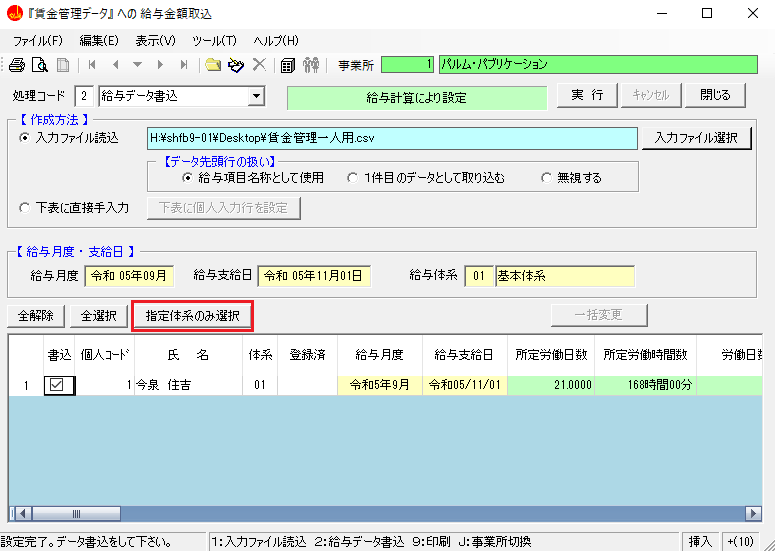 『賃金管理データ』への 給与金額取込
ファイル(F) 編集(E) 表示(V) ツール(T) ヘルプ(H)
事業所 1 パルム・パブリケーション
処理コード 2 給与データ書込 給与計算により設定 実 行 ｷｬﾝｾﾙ 閉じる
【 作成方法 】
入力ファイル読込 H:¥shfb9-01¥Desktop¥賃金管理一人用.csv 入力ファイル選択
【データ先頭行の扱い】
給与項目名称として使用 1件目のデータとして取り込む 無視する
下表に直接手入力 下表に個人入力行を設定
【 給与月度・支給日 】
給与月度 令和 05年09月 給与支給日 令和 05年11月01日 給与体系 01 基本体系
全解除 全選択 指定体系のみ選択 一括変更
書込 個人コード 氏 名 体系 登録済 給与月度 給与支給日 所定労働日数 所定労働時間数 労働日数
1 1 今泉 住吉 01 令和5年9月 令和05/11/01 21.0000 168時間00分
設定完了。データ書込をして下さい。 1:入力ファイル読込 2:給与データ書込 9:印刷 J:事業所切換 挿入 +(10)